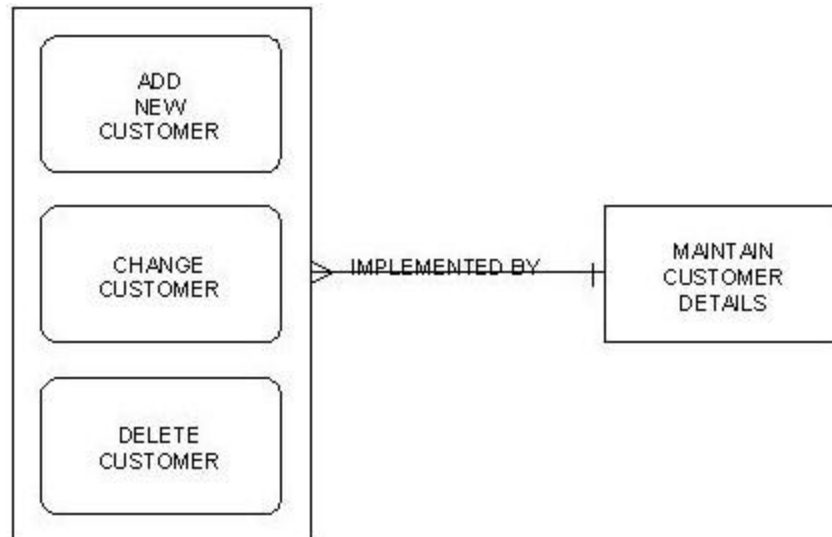 ADD
NEW
CUSTOMER
CHANGE
CUSTOMER
DELETE
CUSTOMER
IMPLEMENTED BY
MAINTAIN
CUSTOMER
DETAILS